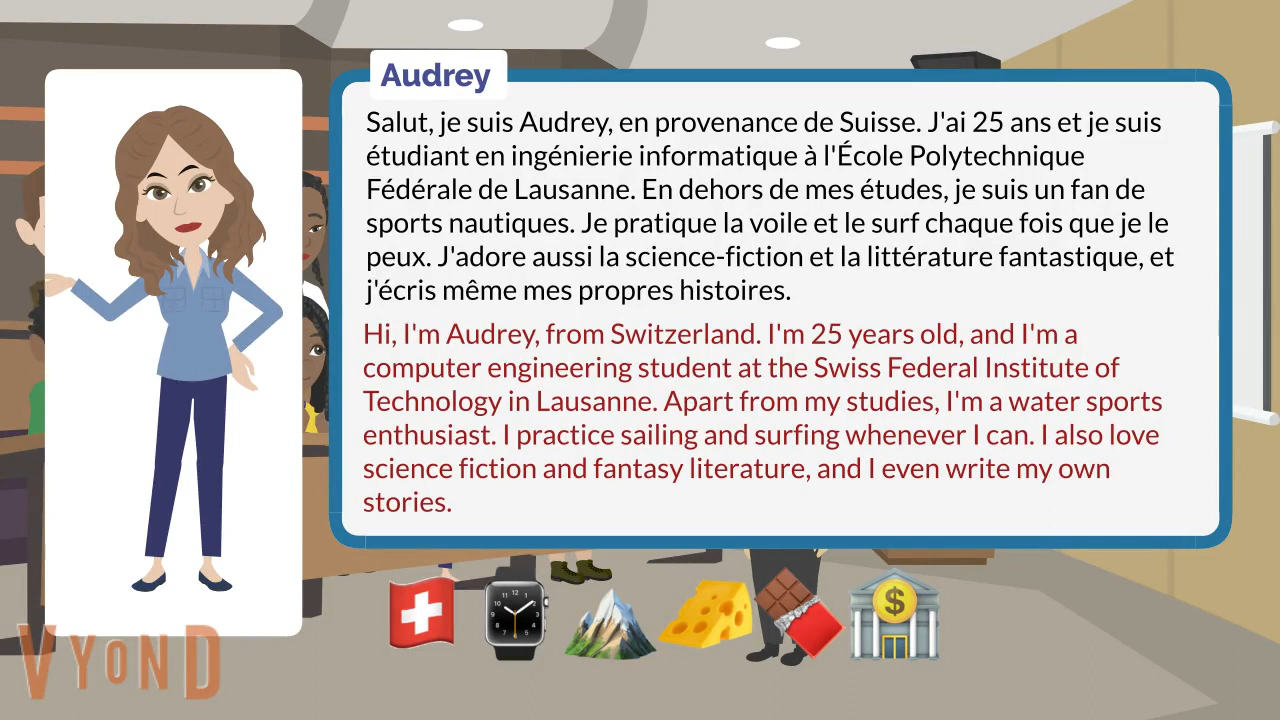 Audrey
Salut, je suis Audrey, en provenance de Suisse. J'ai 25 ans et je suis
étudiant en ingénierie informatique à l'École Polytechnique
Fédérale de Lausanne. En dehors de mes études, je suis un fan de
sports nautiques. Je pratique la voile et le surf chaque fois que je le
peux. J'adore aussi la science-fiction et la littérature fantastique, et
j'écris même mes propres histoires.
Hi, I'm Audrey, from Switzerland. I'm 25 years old, and I'm a
computer engineering student at the Swiss Federal Institute of
Technology in Lausanne. Apart from my studies, I'm a water sports
enthusiast. I practice sailing and surfing whenever I can. I also love
science fiction and fantasy literature, and I even write my own
stories.
VYOND